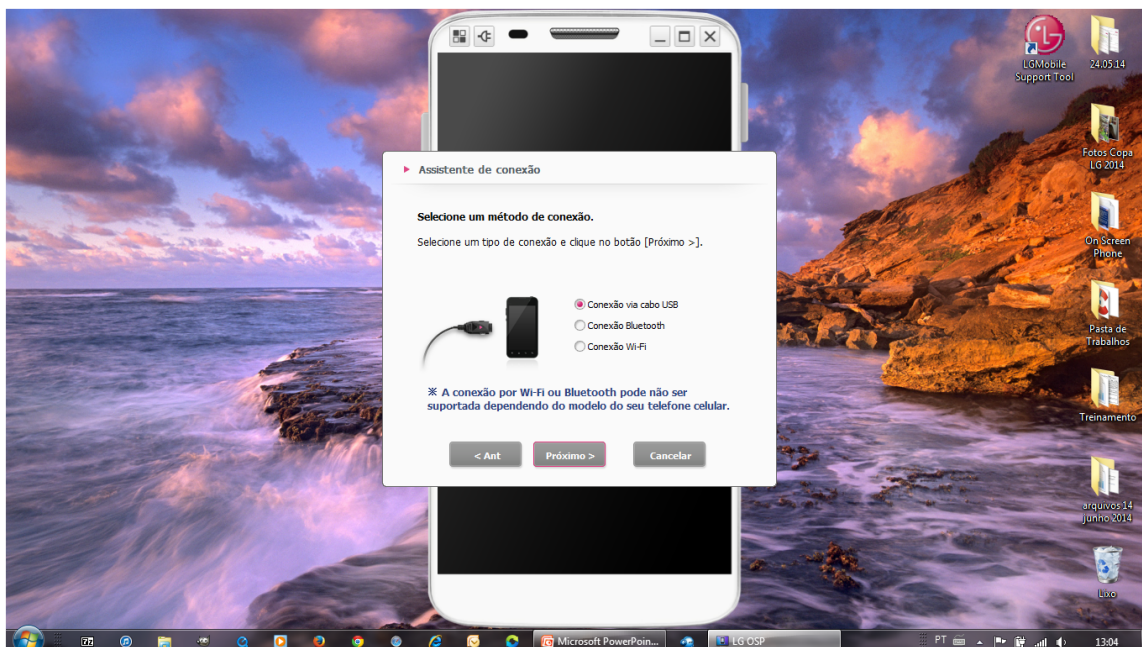 LGMobile
Support Tool
24.05.14
Fotos Copa
LG 2014
On Screen
Phone
Pasta de
Trabalhos
Treinamento
arquivos 14
junho 2014
Lixo
Assistente de conexão
Selecione um método de conexão.
Selecione um tipo de conexão e clique no botão [Próximo >].
Conexão via cabo USB
Conexão Bluetooth
Conexão Wi-Fi
※ A conexão por Wi-Fi ou Bluetooth pode não ser
suportada dependendo do modelo do seu telefone celular.
< Ant
Próximo >
Cancelar
Microsoft PowerPoin...
LG OSP
PT
13:04